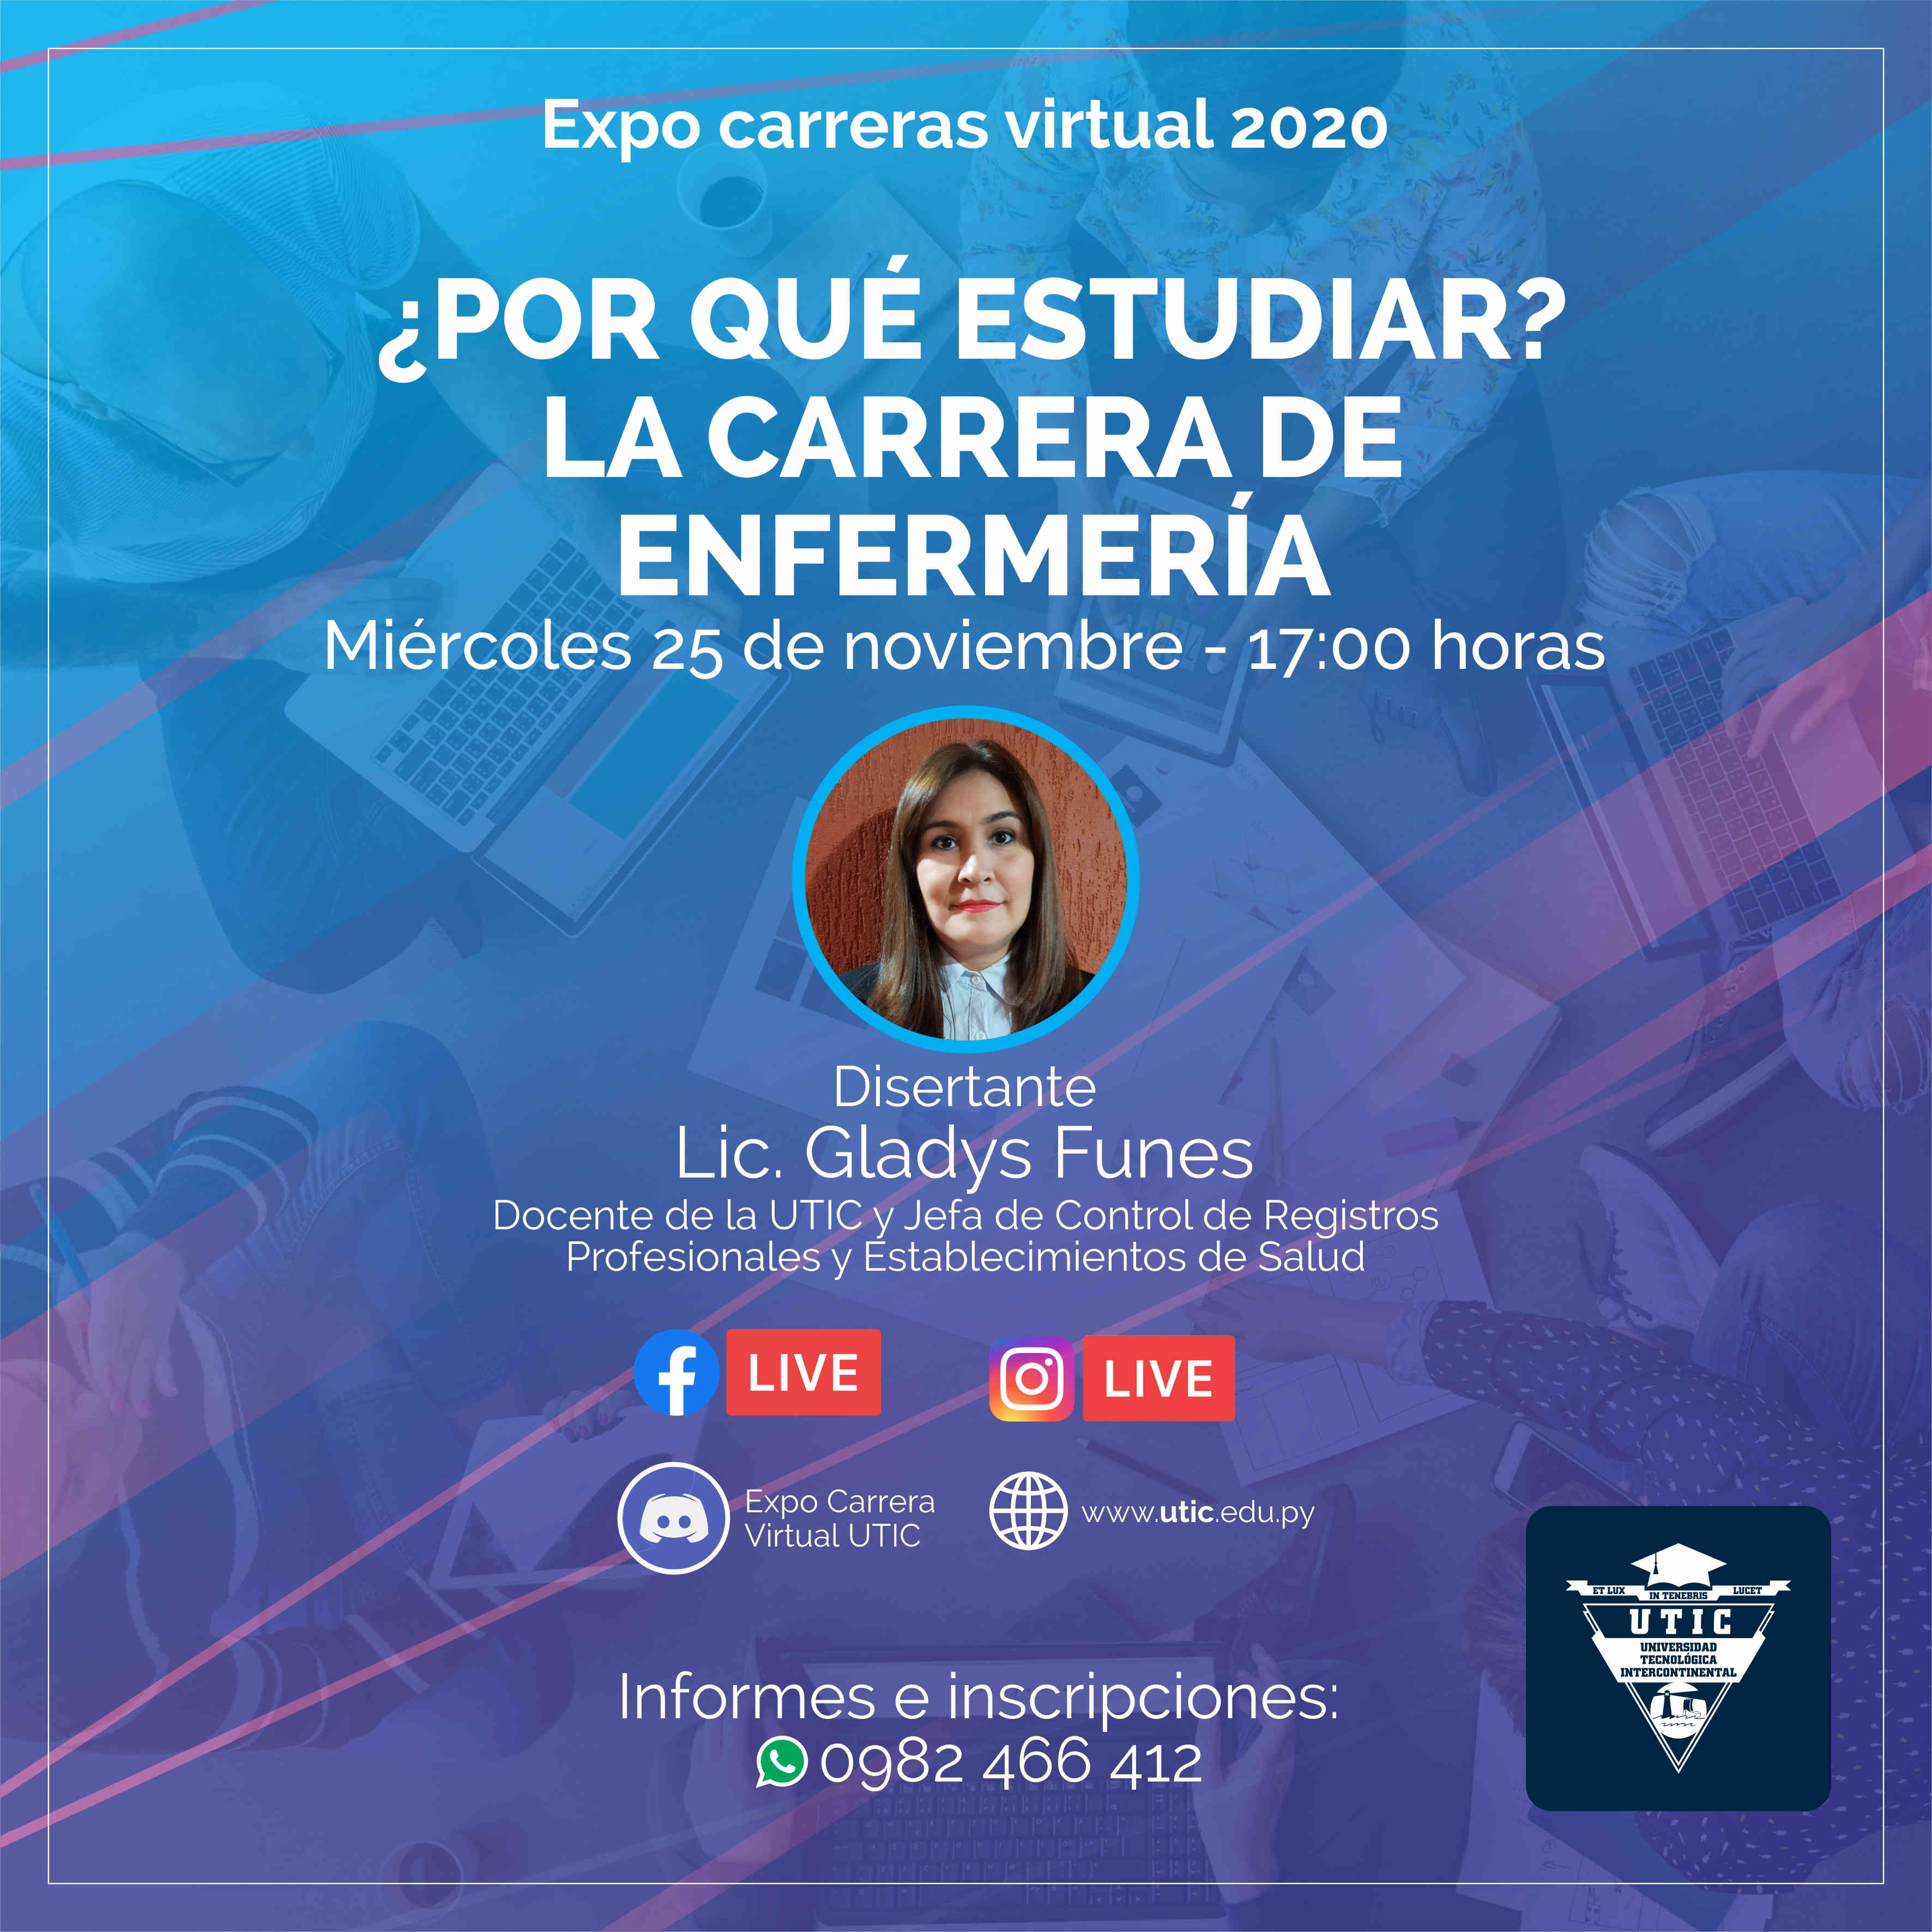 Expo carreras virtual 2020
¿POR QUÉ ESTUDIAR?
LA CARRERA DE
ENFERMERÍA
Miércoles 25 de noviembre - 17:00 horas
Disertante
Lic. Gladys Funes
Docente de la UTIC y Jefa de Control de Registros
Profesionales y Establecimientos de Salud
LIVE
LIVE
Expo Carrera
Virtual UTIC
www.utic.edu.py
ET LUX IN TENEBRIS LUCET
UTIC
UNIVERSIDAD
TECNOLÓGICA
INTERCONTINENTAL
Informes e inscripciones:
0982 466 412